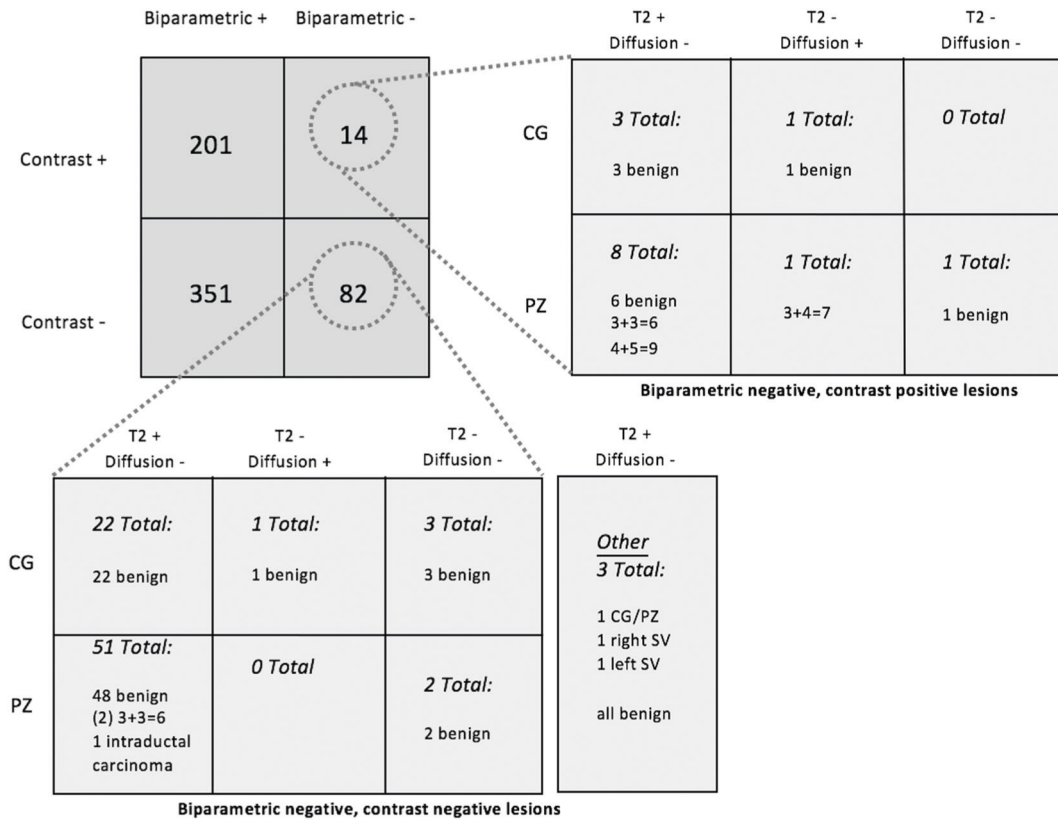 Biparametric + Biparametric -
Contrast +
201
14
Contrast -
351
82
T2 +
Diffusion -
T2 -
Diffusion +
T2 -
Diffusion -
CG
3 Total:
3 benign
1 Total:
1 benign
0 Total
PZ
8 Total:
6 benign
3+3=6
4+5=9
1 Total:
3+4=7
1 Total:
1 benign
Biparametric negative, contrast positive lesions
T2 +
Diffusion -
T2 -
Diffusion +
T2 -
Diffusion -
CG
22 Total:
22 benign
1 Total:
1 benign
3 Total:
3 benign
PZ
51 Total:
48 benign
(2) 3+3=6
1 intraductal
carcinoma
0 Total
2 Total:
2 benign
T2 +
Diffusion -
Other
3 Total:
1 CG/PZ
1 right SV
1 left SV
all benign
Biparametric negative, contrast negative lesions